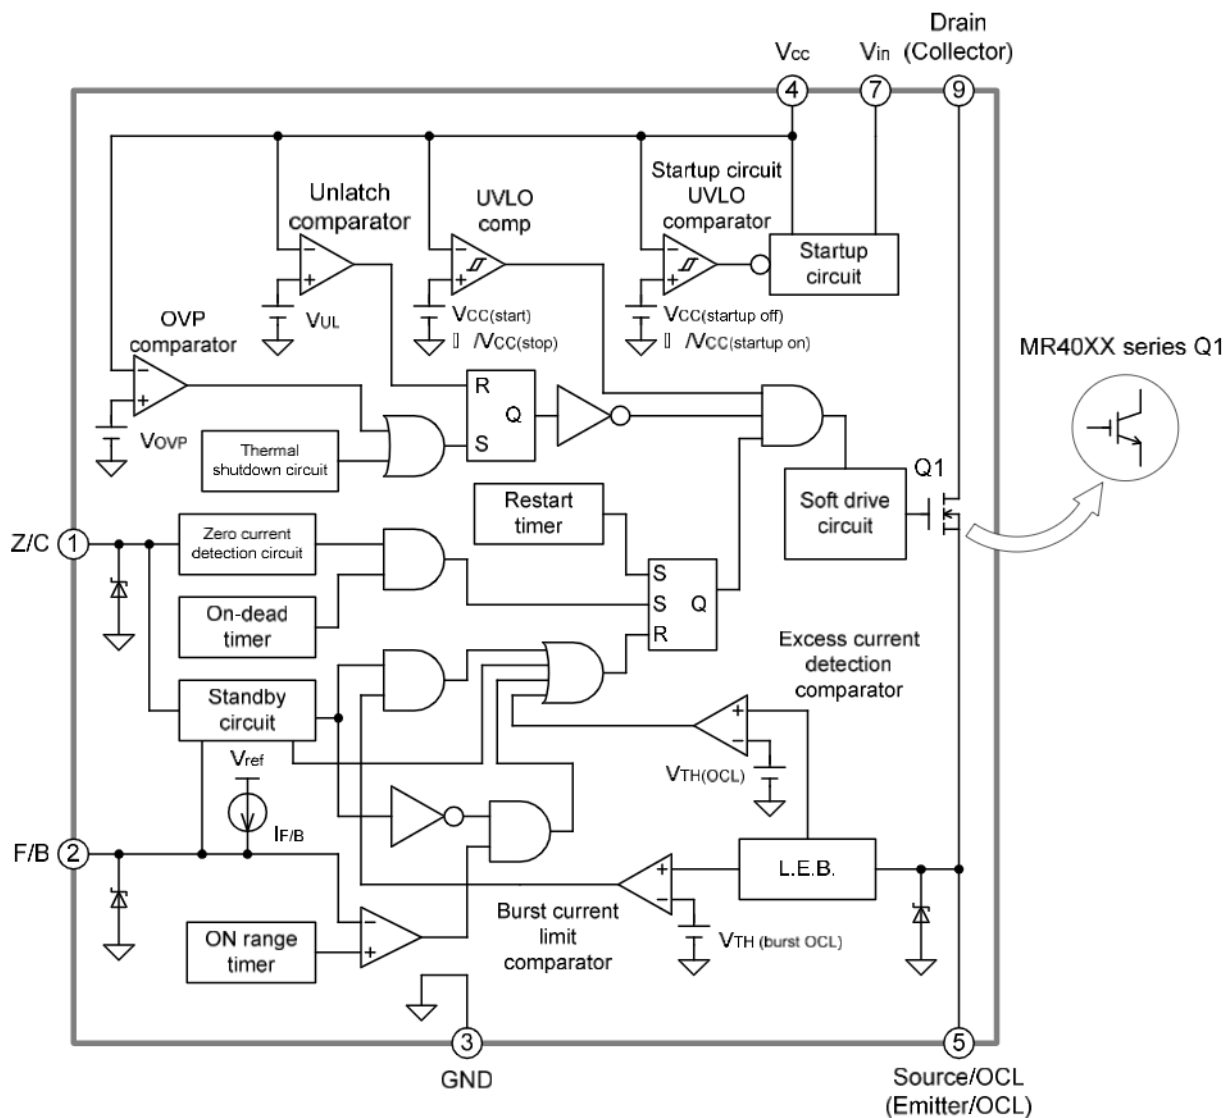 Drain
(Collector)
Vcc
Vin
4
7
9
Startup circuit
UVLO
comparator
Unlatch
comparator
UVLO
comp
−
+
−
+
−
+
Startup
circuit
VUL
VCC(start)
/VCC(stop)
VCC(startup off)
/VCC(startup on)
OVP
comparator
−
+
VOVP
MR40XX series Q1
R
Q
S
Thermal
shutdown circuit
Restart
timer
Soft drive
circuit
Q1
Z/C
1
Zero current
detection circuit
On-dead
timer
S
S
Q
R
Excess current
detection
comparator
Standby
circuit
+
−
VTH(OCL)
Vref
IF/B
F/B
2
L.E.B.
+
−
VTH (burst OCL)
Burst current
limit
comparator
ON range
timer
−
+
3
GND
5
Source/OCL
(Emitter/OCL)